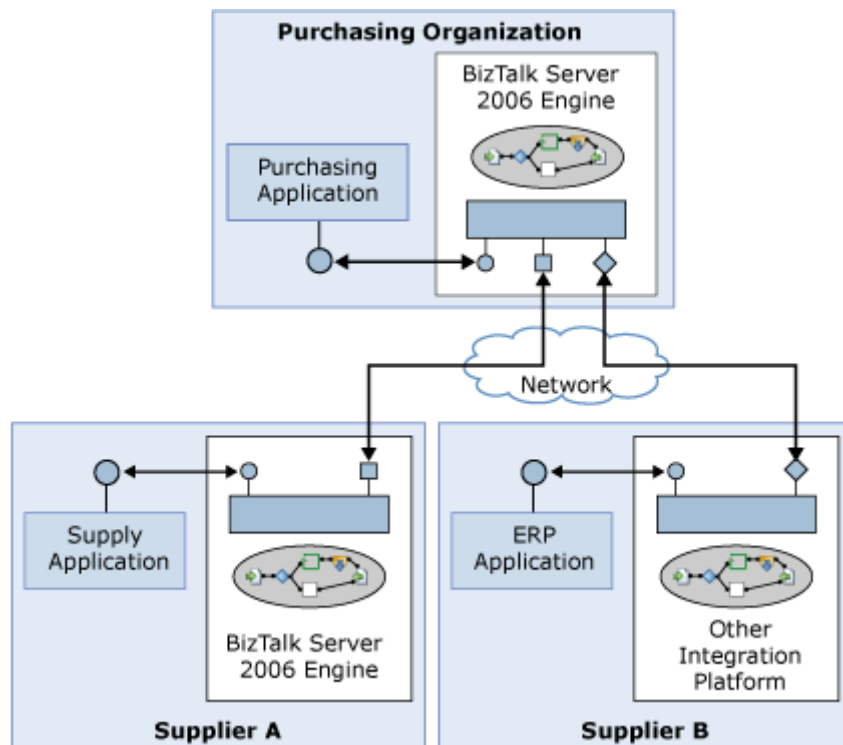 Purchasing Organization
BizTalk Server
2006 Engine
Purchasing
Application
Network
Supply
Application
BizTalk Server
2006 Engine
Supplier A
ERP
Application
Other
Integration
Platform
Supplier B